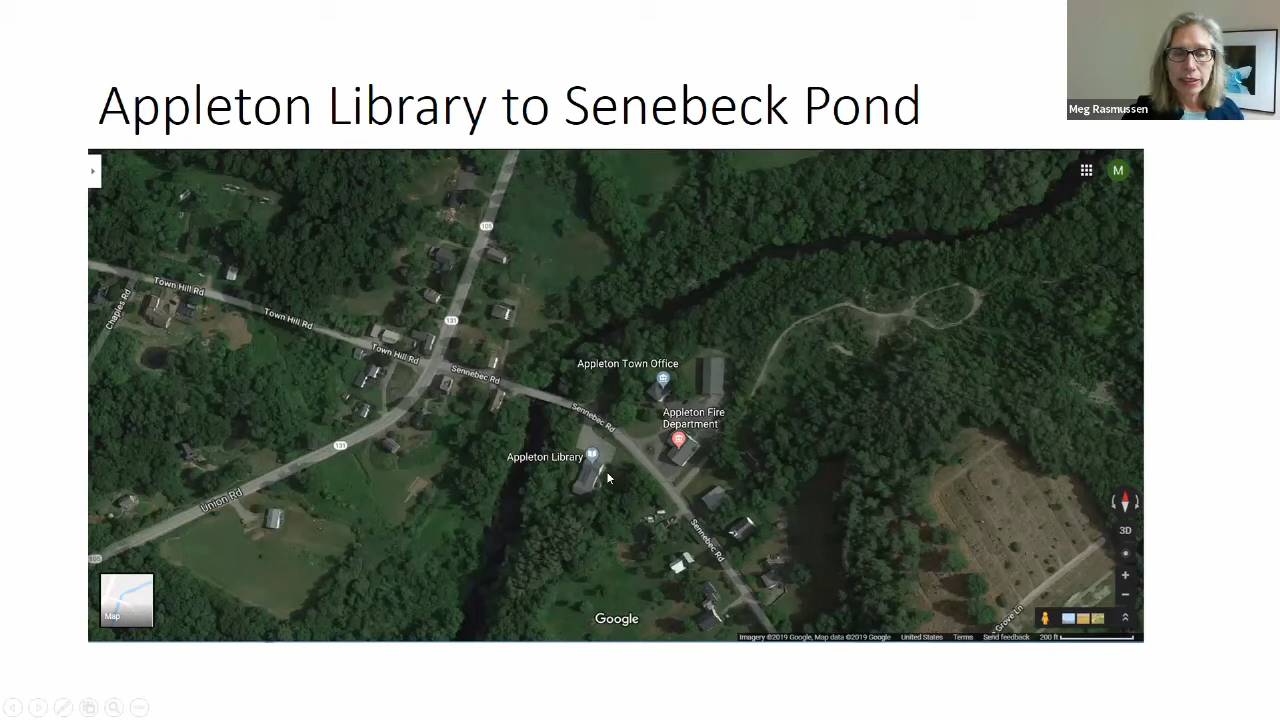 Meg Rasmussen
Appleton Library to Senebeck Pond
M
108
Town Hill Rd
Chaples Rd
Town Hill Rd
131
Town Hill Rd
Sennebec Rd
Appleton Town Office
Sennebec Rd
Appleton Fire
Department
131
Appleton Library
Union Rd
Sennebec Rd
3D
Map
Google
Grove Ln
Imagery ©2019 Google, Map data ©2019 Google United States Terms Send feedback 200 ft